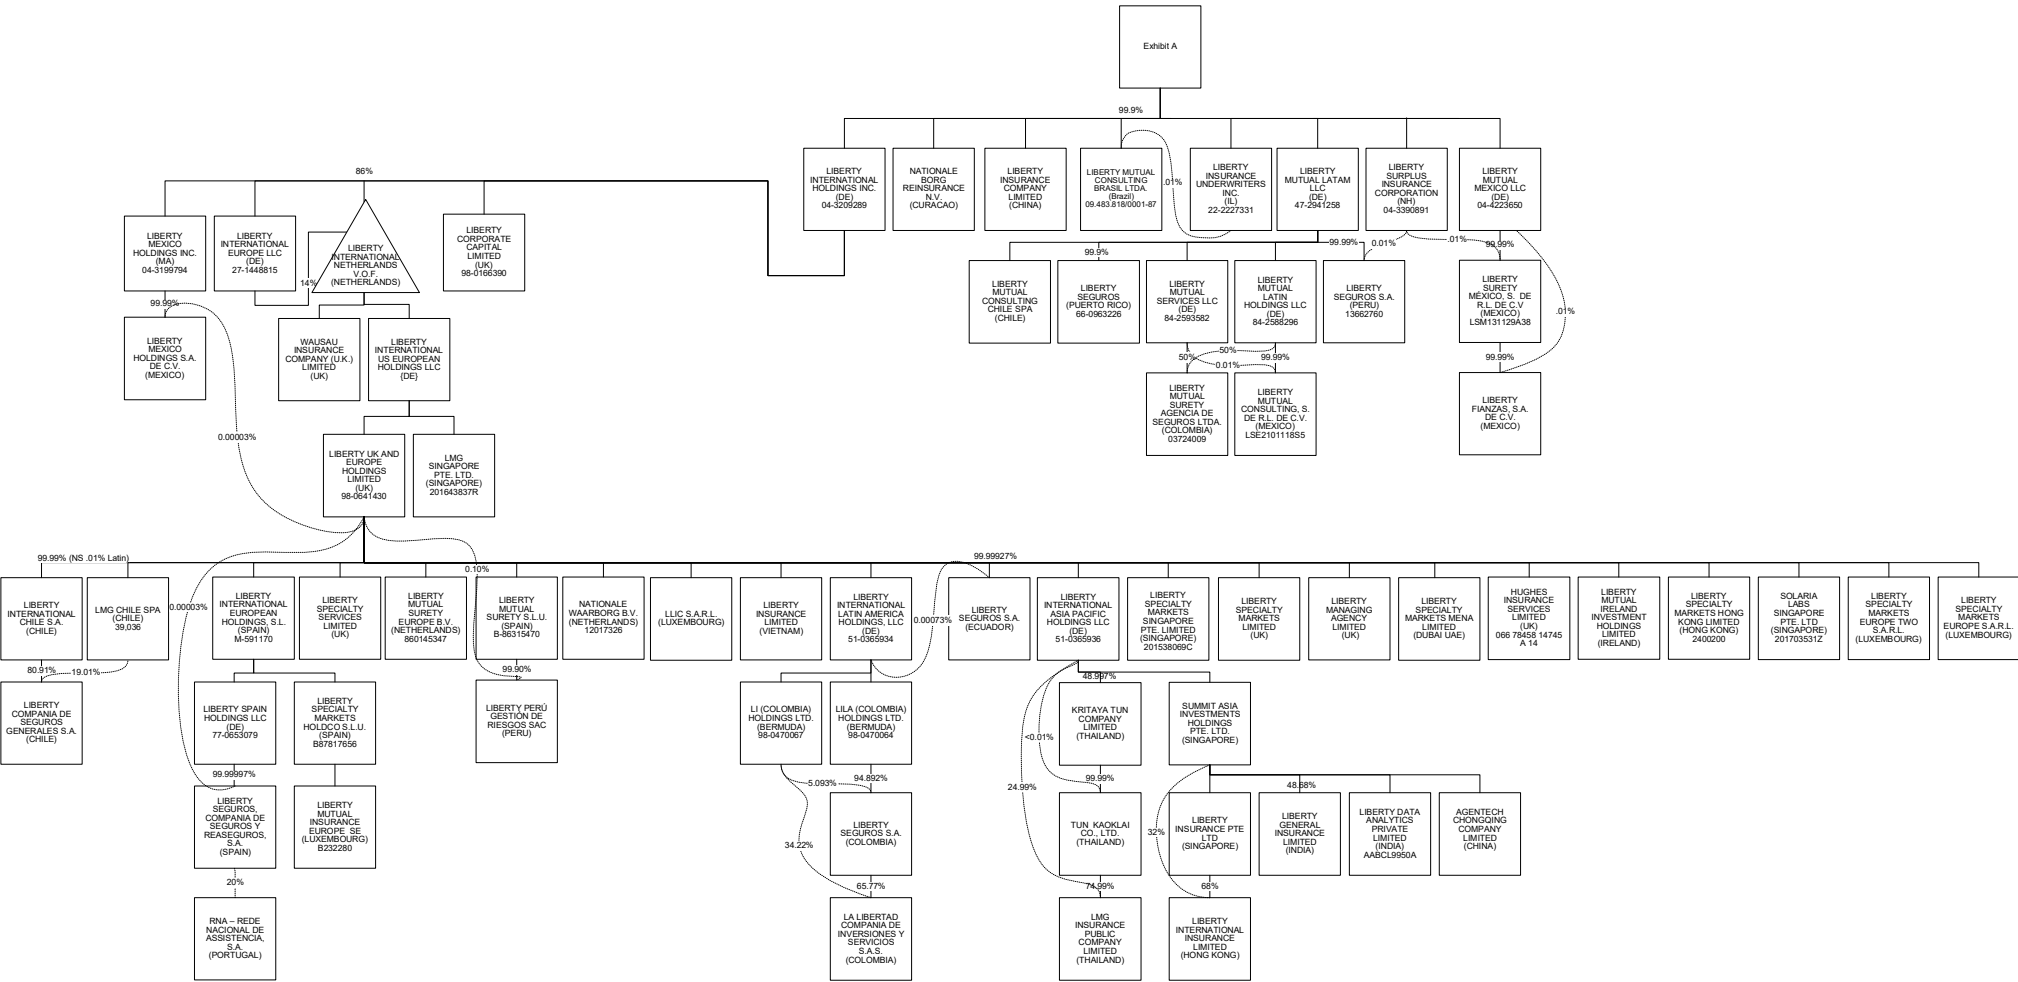 Exhibit A
99.9%
LIBERTY
INTERNATIONAL
HOLDINGS INC.
(DE)
04-3209289
NATIONALE
BORG
REINSURANCE
N.V.
(CURACAO)
LIBERTY
INSURANCE
COMPANY
LIMITED
(CHINA)
LIBERTY MUTUAL
CONSULTING
BRASIL LTDA.
(Brazil)
09.483.818/0001-87
.01%
LIBERTY
INSURANCE
UNDERWRITERS
INC.
(IL)
22-2227331
LIBERTY
MUTUAL LATAM
LLC
(DE)
47-2941258
LIBERTY
SURPLUS
INSURANCE
CORPORATION
(NH)
04-3390891
LIBERTY
MUTUAL
MEXICO LLC
(DE)
04-4223650
86%
LIBERTY
MEXICO
HOLDINGS INC.
(MA)
04-3199794
LIBERTY
INTERNATIONAL
EUROPE LLC
(DE)
27-1448815
14%
LIBERTY
INTERNATIONAL
NETHERLANDS
V.O.F.
(NETHERLANDS)
LIBERTY
CORPORATE
CAPITAL
LIMITED
(UK)
98-0166390
99.9%
99.99%
0.01%
.01%
99.99%
LIBERTY
MUTUAL
CONSULTING
CHILE SPA
(CHILE)
LIBERTY
SEGUROS
(PUERTO RICO)
66-0963226
LIBERTY
MUTUAL
SERVICES LLC
(DE)
84-2593582
LIBERTY
MUTUAL
LATIN
HOLDINGS LLC
(DE)
84-2588296
LIBERTY
SEGUROS S.A.
(PERU)
13662760
LIBERTY
SURETY
MÉXICO, S. DE
R.L. DE C.V
(MEXICO)
LSM131129A38
.01%
99.99%
LIBERTY
MEXICO
HOLDINGS S.A.
DE C.V.
(MEXICO)
WAUSAU
INSURANCE
COMPANY (U.K.)
LIMITED
(UK)
LIBERTY
INTERNATIONAL
US EUROPEAN
HOLDINGS LLC
(DE)
50%
50%
0.01%
99.99%
99.99%
LIBERTY
MUTUAL
SURETY
AGENCIA DE
SEGUROS LTDA.
(COLOMBIA)
03724009
LIBERTY
MUTUAL
CONSULTING, S.
DE R.L. DE C.V.
(MEXICO)
LSE2101118S5
LIBERTY
FIANZAS, S.A.
DE C.V.
(MEXICO)
0.00003%
LIBERTY UK AND
EUROPE
HOLDINGS
LIMITED
(UK)
98-0641430
LMG
SINGAPORE
PTE. LTD.
(SINGAPORE)
201643837R
99.99% (NS .01% Latin)
0.10%
99.99927%
LIBERTY
INTERNATIONAL
CHILE S.A.
(CHILE)
LMG CHILE SPA
(CHILE)
39,036
0.00003%
LIBERTY
INTERNATIONAL
EUROPEAN
HOLDINGS, S.L.
(SPAIN)
M-591170
LIBERTY
SPECIALTY
SERVICES
LIMITED
(UK)
LIBERTY
MUTUAL
SURETY
EUROPE B.V.
(NETHERLANDS)
860145347
LIBERTY
MUTUAL
SURETY S.L.U.
(SPAIN)
B-86315470
NATIONALE
WAARBORG B.V.
(NETHERLANDS)
12017326
LLIC S.A.R.L.
(LUXEMBOURG)
LIBERTY
INSURANCE
LIMITED
(VIETNAM)
LIBERTY
INTERNATIONAL
LATIN AMERICA
HOLDINGS, LLC
(DE)
51-0365934
0.00073%
LIBERTY
SEGUROS S.A.
(ECUADOR)
LIBERTY
INTERNATIONAL
ASIA PACIFIC
HOLDINGS LLC
(DE)
51-0365936
LIBERTY
SPECIALTY
MARKETS
SINGAPORE
PTE. LIMITED
(SINGAPORE)
201538069C
LIBERTY
SPECIALTY
MARKETS
LIMITED
(UK)
LIBERTY
MANAGING
AGENCY
LIMITED
(UK)
LIBERTY
SPECIALTY
MARKETS MENA
LIMITED
(DUBAI UAE)
HUGHES
INSURANCE
SERVICES
LIMITED
(UK)
066 78458 14745
A 14
LIBERTY
MUTUAL
IRELAND
INVESTMENT
HOLDINGS
LIMITED
(IRELAND)
LIBERTY
SPECIALTY
MARKETS HONG
KONG LIMITED
(HONG KONG)
2400200
SOLARIA
LABS
SINGAPORE
PTE. LTD
(SINGAPORE)
201703531Z
LIBERTY
SPECIALTY
MARKETS
EUROPE TWO
S.A.R.L.
(LUXEMBOURG)
LIBERTY
SPECIALTY
MARKETS
EUROPE S.A.R.L.
(LUXEMBOURG)
80.91%
19.01%
99.90%
48.997%
LIBERTY
COMPANIA DE
SEGUROS
GENERALES S.A.
(CHILE)
LIBERTY SPAIN
HOLDINGS LLC
(DE)
77-0653079
LIBERTY
SPECIALTY
MARKETS
HOLDCO S.L.U.
(SPAIN)
B87817656
LIBERTY PERÚ
GESTIÓN DE
RIESGOS SAC
(PERU)
LI (COLOMBIA)
HOLDINGS LTD.
(BERMUDA)
98-0470067
LILA (COLOMBIA)
HOLDINGS LTD.
(BERMUDA)
98-0470064
<0.01%
KRITAYA TUN
COMPANY
LIMITED
(THAILAND)
SUMMIT ASIA
INVESTMENTS
HOLDINGS
PTE. LTD.
(SINGAPORE)
99.99997%
5.093%
94.892%
24.99%
99.99%
48.68%
LIBERTY
SEGUROS,
COMPANIA DE
SEGUROS Y
REASEGUROS,
S.A.
(SPAIN)
LIBERTY
MUTUAL
INSURANCE
EUROPE SE
(LUXEMBOURG)
B232280
34.22%
LIBERTY
SEGUROS S.A.
(COLOMBIA)
TUN KAOKLAI
CO., LTD.
(THAILAND)
32%
LIBERTY
INSURANCE PTE
LTD
(SINGAPORE)
LIBERTY
GENERAL
INSURANCE
LIMITED
(INDIA)
LIBERTY DATA
ANALYTICS
PRIVATE
LIMITED
(INDIA)
AABCL9950A
AGENTECH
CHONGQING
COMPANY
LIMITED
(CHINA)
20%
65.77%
74.99%
68%
RNA – REDE
NACIONAL DE
ASSISTENCIA,
S.A.
(PORTUGAL)
LA LIBERTAD
COMPANIA DE
INVERSIONES Y
SERVICIOS
S.A.S.
(COLOMBIA)
LMG
INSURANCE
PUBLIC
COMPANY
LIMITED
(THAILAND)
LIBERTY
INTERNATIONAL
INSURANCE
LIMITED
(HONG KONG)